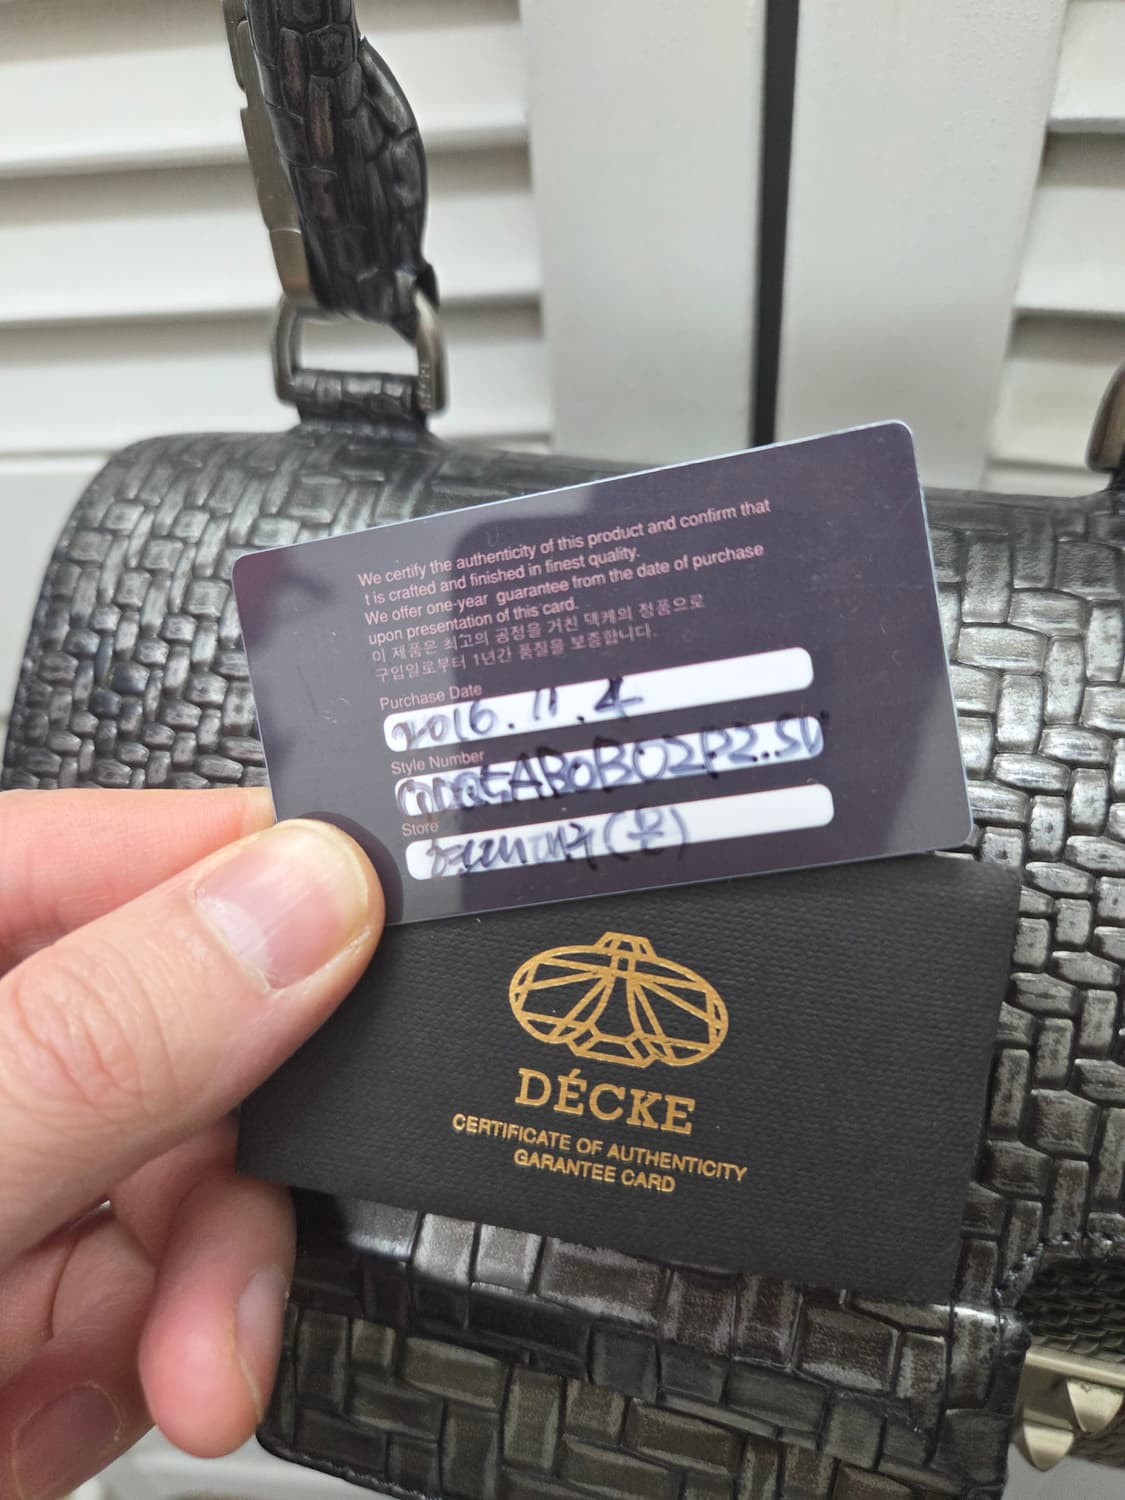 We certify the authenticity of this product and confirm that
t is crafted and finished in finest quality.
We offer one-year guarantee from the date of purchase
upon presentation of this card.
이 제품은 최고의 공정을 거친 덱케의 정품으로
구입일로부터 1년간 품질을 보증합니다.
Purchase Date
2016.11.4
Style Number
Store
DÉCKE
CERTIFICATE OF AUTHENTICITY
GARANTEE CARD